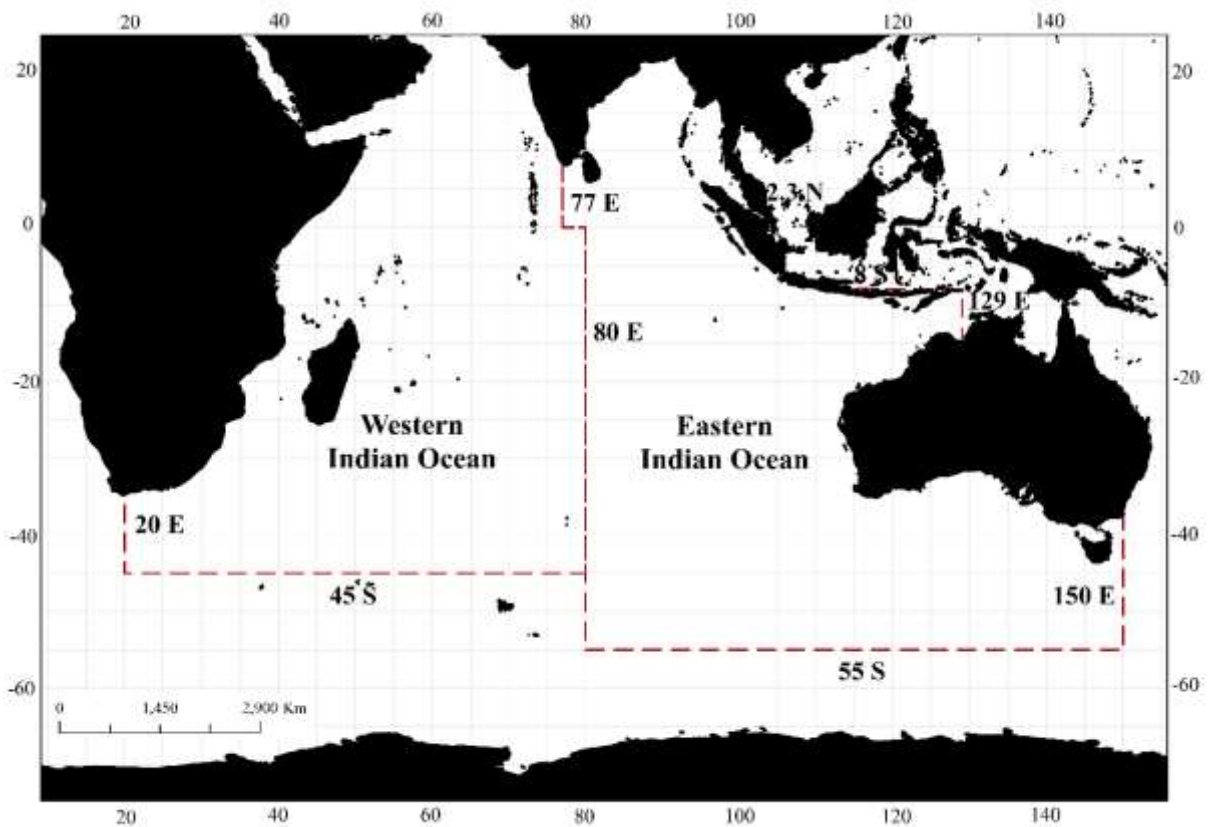 20 40 60 80 100 120 140
20 20
2.3 N
77 E
0 0
8 S
129 E
80 E
-20 -20
Western Eastern
Indian Ocean Indian Ocean
20 E
-40 -40
45 S
150 E
55 S
-60 -60
0 1,450 2,900 Km
20 40 60 80 100 120 140